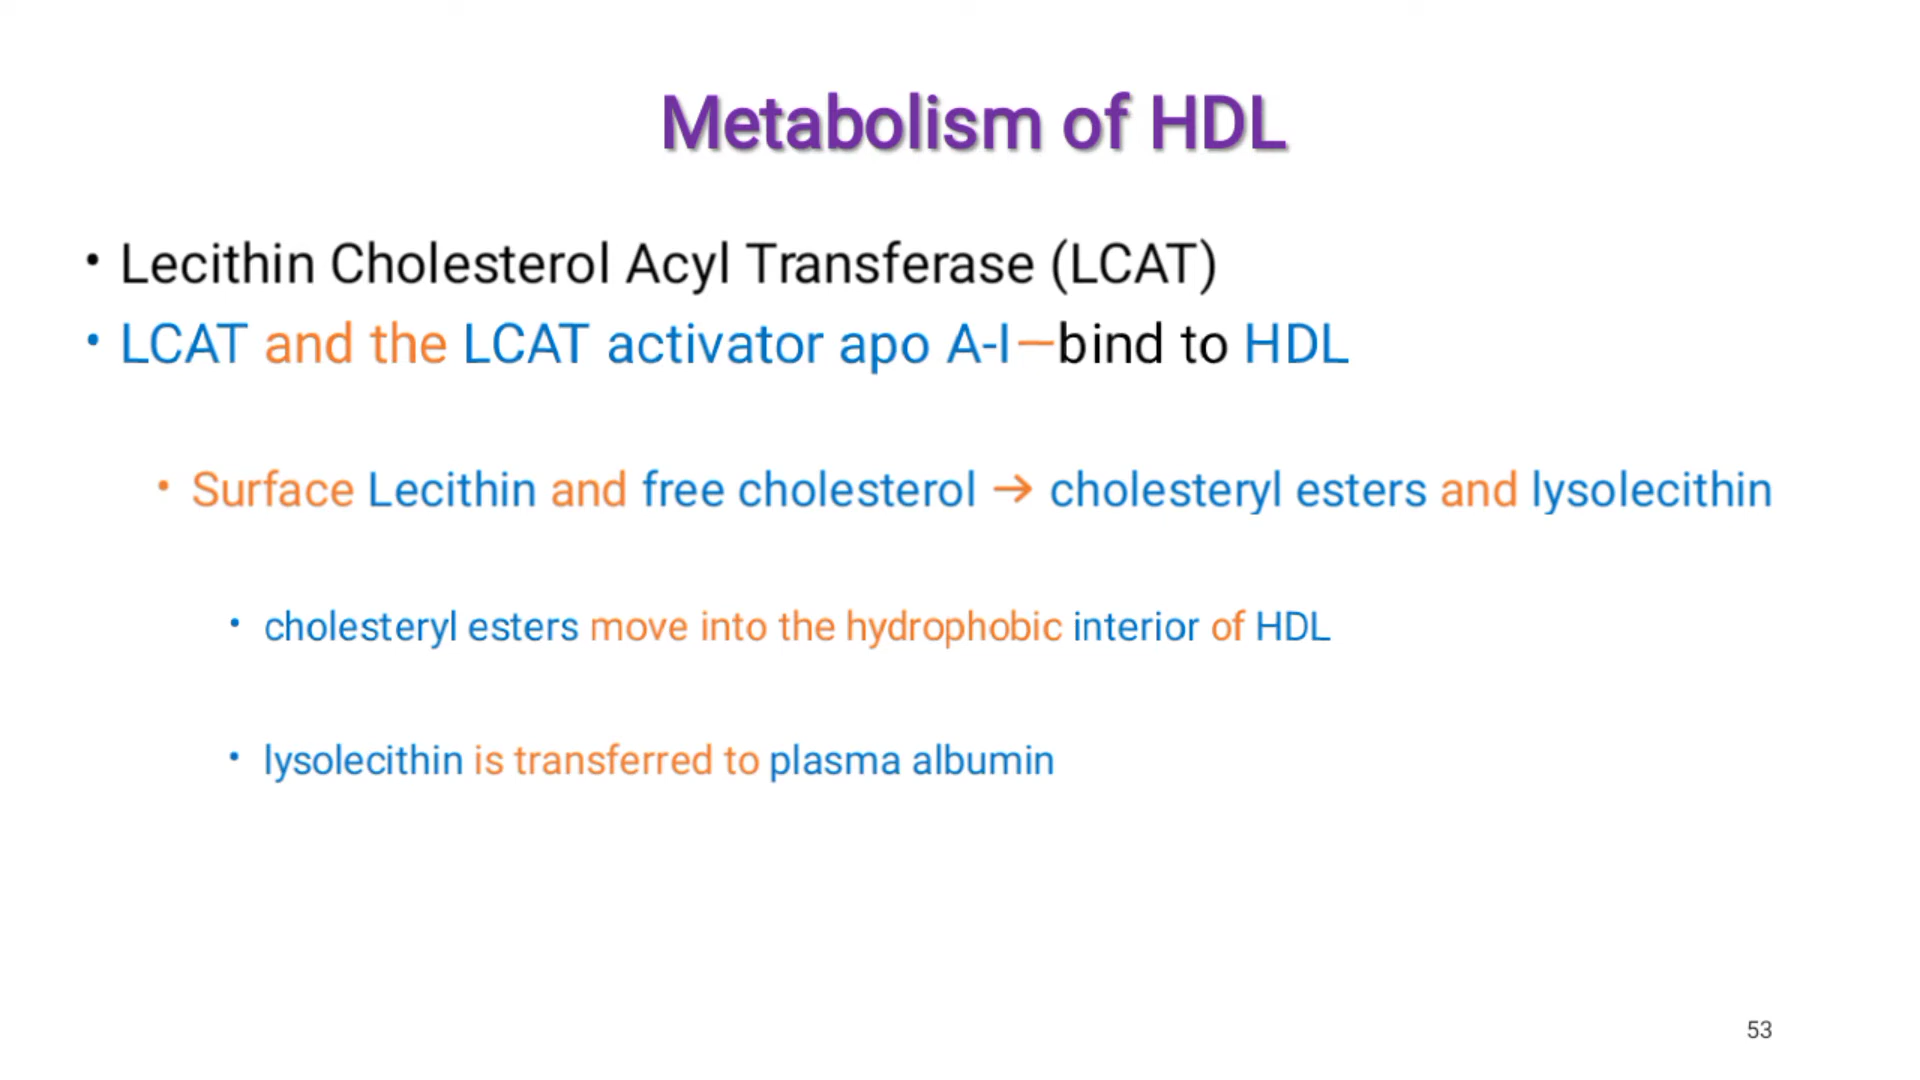 Metabolism of HDL
• Lecithin Cholesterol Acyl Transferase (LCAT)
• LCAT and the LCAT activator apo A-I—bind to HDL
• Surface Lecithin and free cholesterol → cholesteryl esters and lysolecithin
• cholesteryl esters move into the hydrophobic interior of HDL
• lysolecithin is transferred to plasma albumin
53